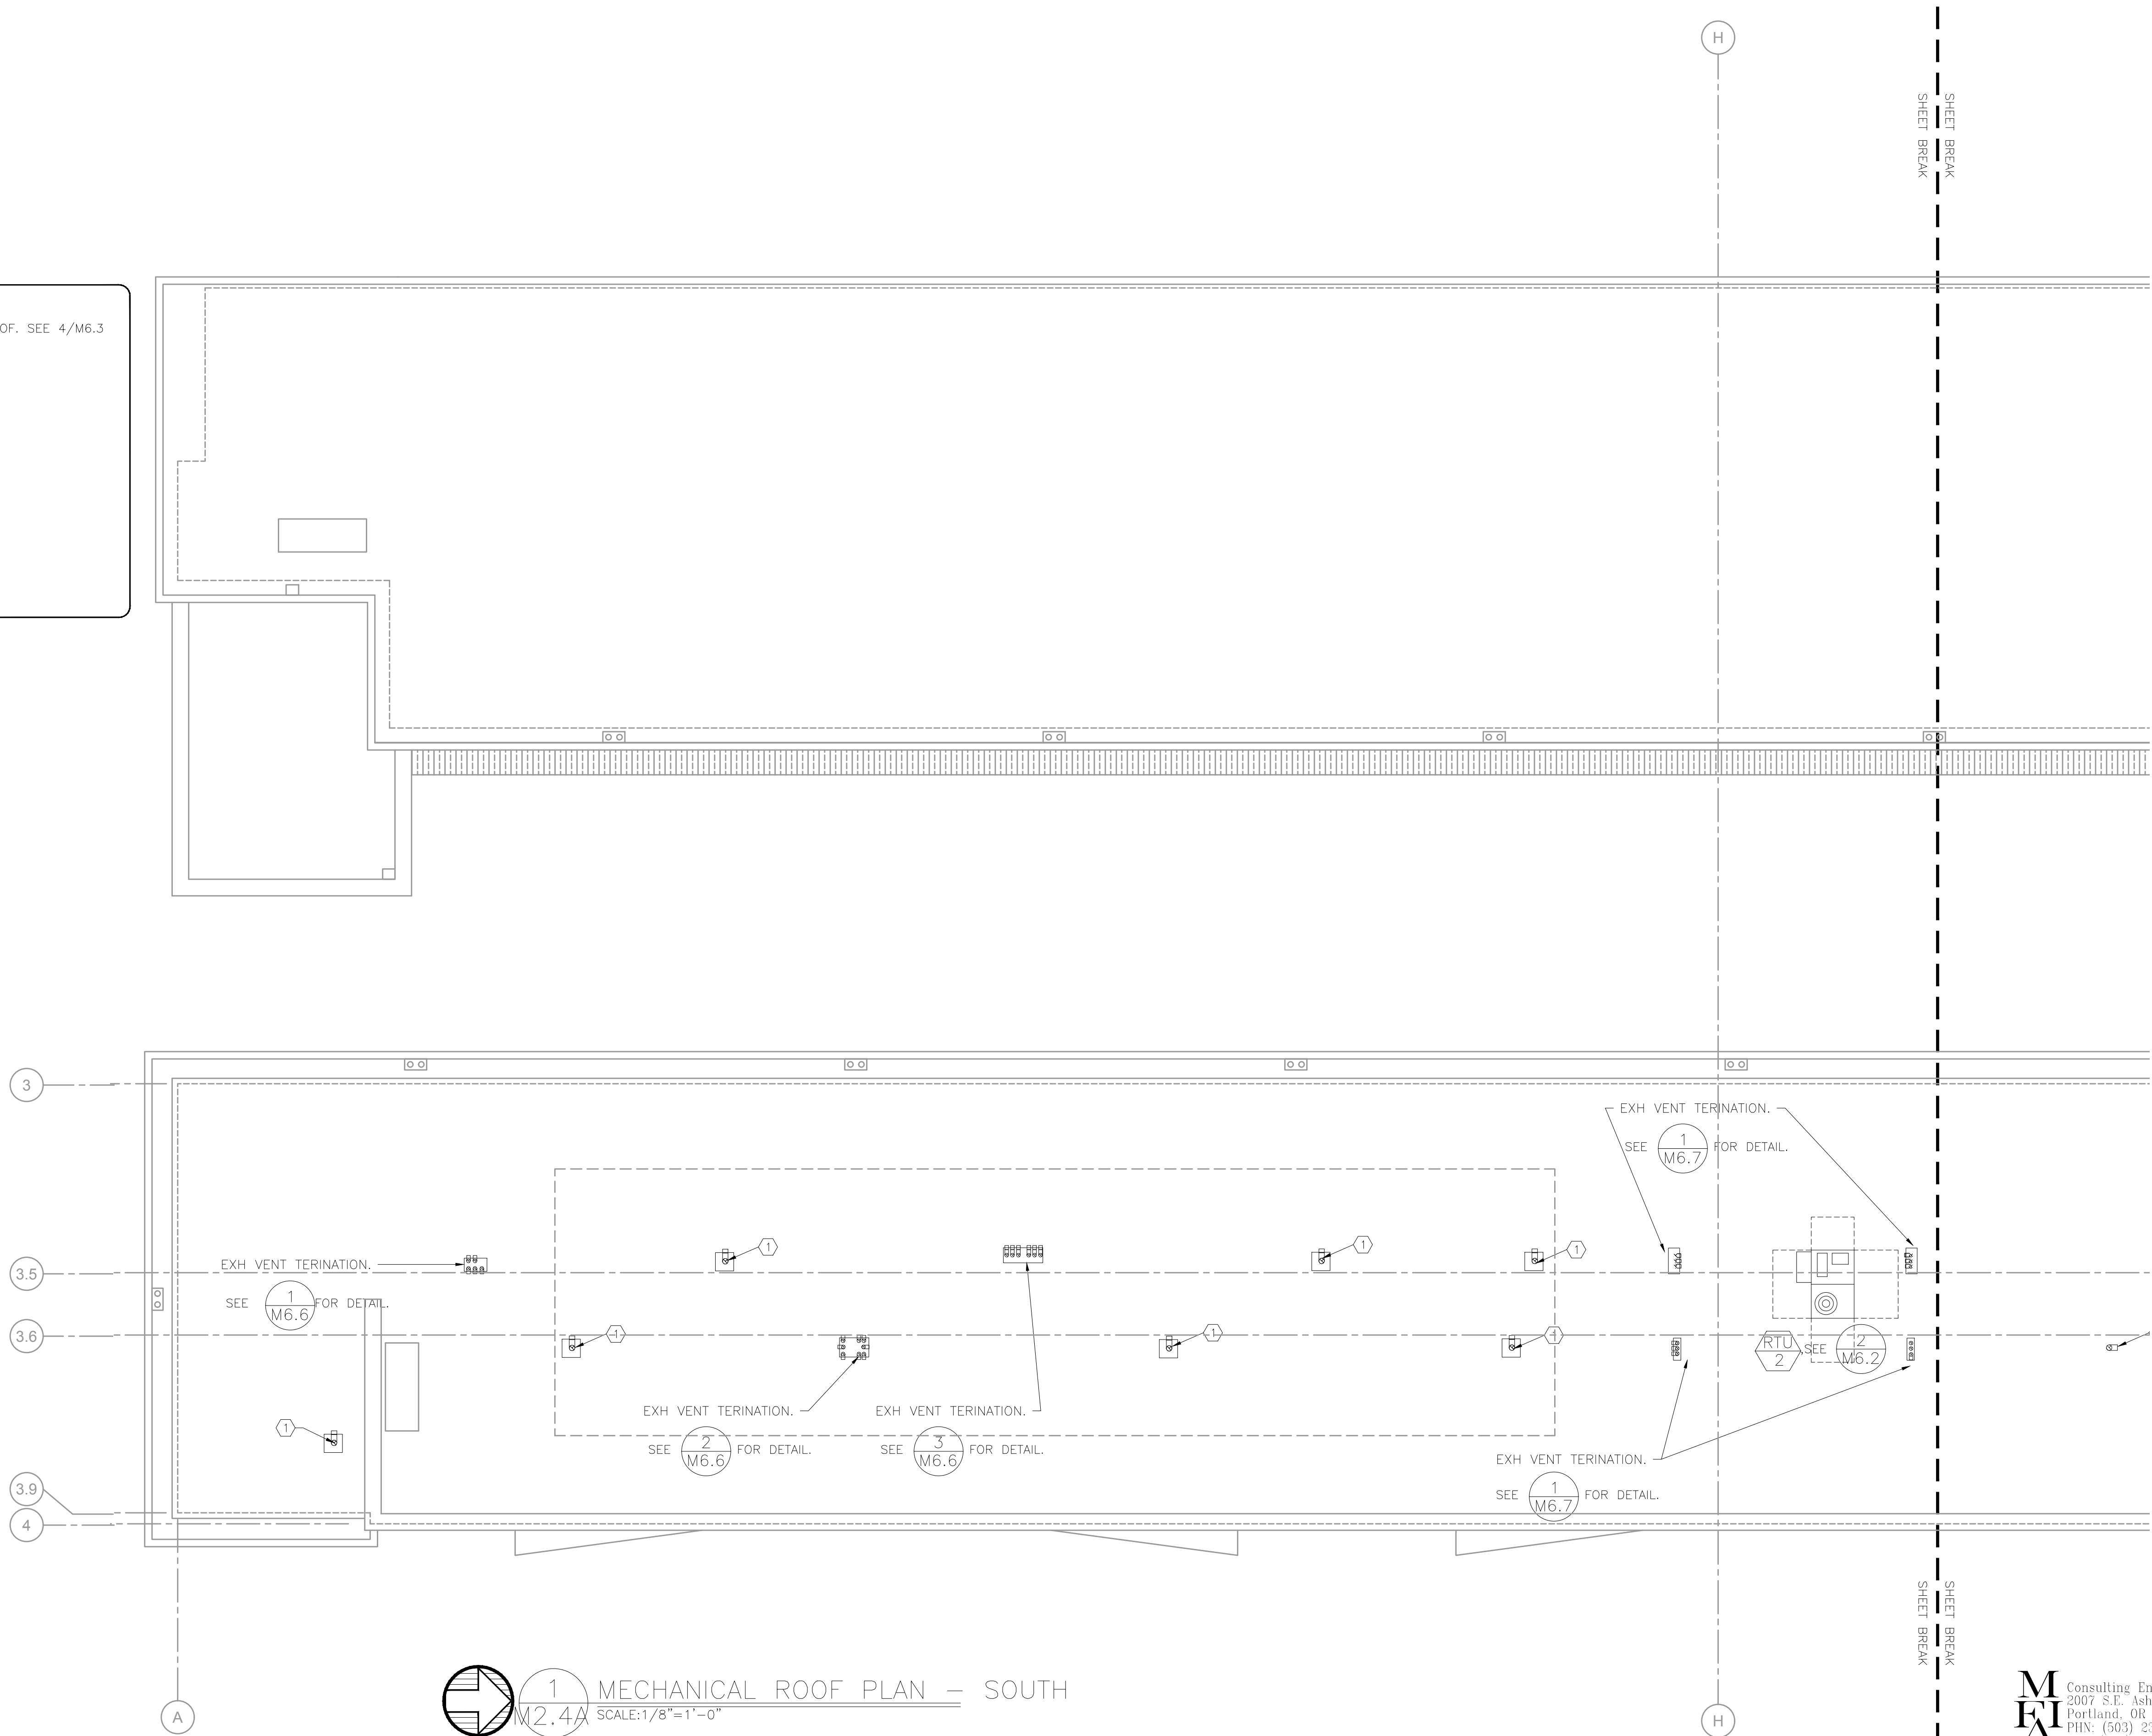 H
SHEET BREAK
SHEET BREAK
OF. SEE 4/M6.3
3
EXH VENT TERINATION.
SEE 1 M6.7 FOR DETAIL.
1
1
1
EXH VENT TERINATION.
3.5
SEE 1 M6.6 FOR DETAIL.
3.6
1
1
1
RTU 2
,SEE 2 M6.2
EXH VENT TERINATION.
EXH VENT TERINATION.
1
SEE 2 M6.6 FOR DETAIL.
SEE 3 M6.6 FOR DETAIL.
EXH VENT TERINATION.
SEE 1 M6.7 FOR DETAIL.
3.9
4
SHEET BREAK
SHEET BREAK
A
1
M2.4A
MECHANICAL ROOF PLAN - SOUTH
SCALE:1/8"=1'-0"
H
Consulting En
2007 S.E. Ash
Portland, OR
PHN: (503) 23